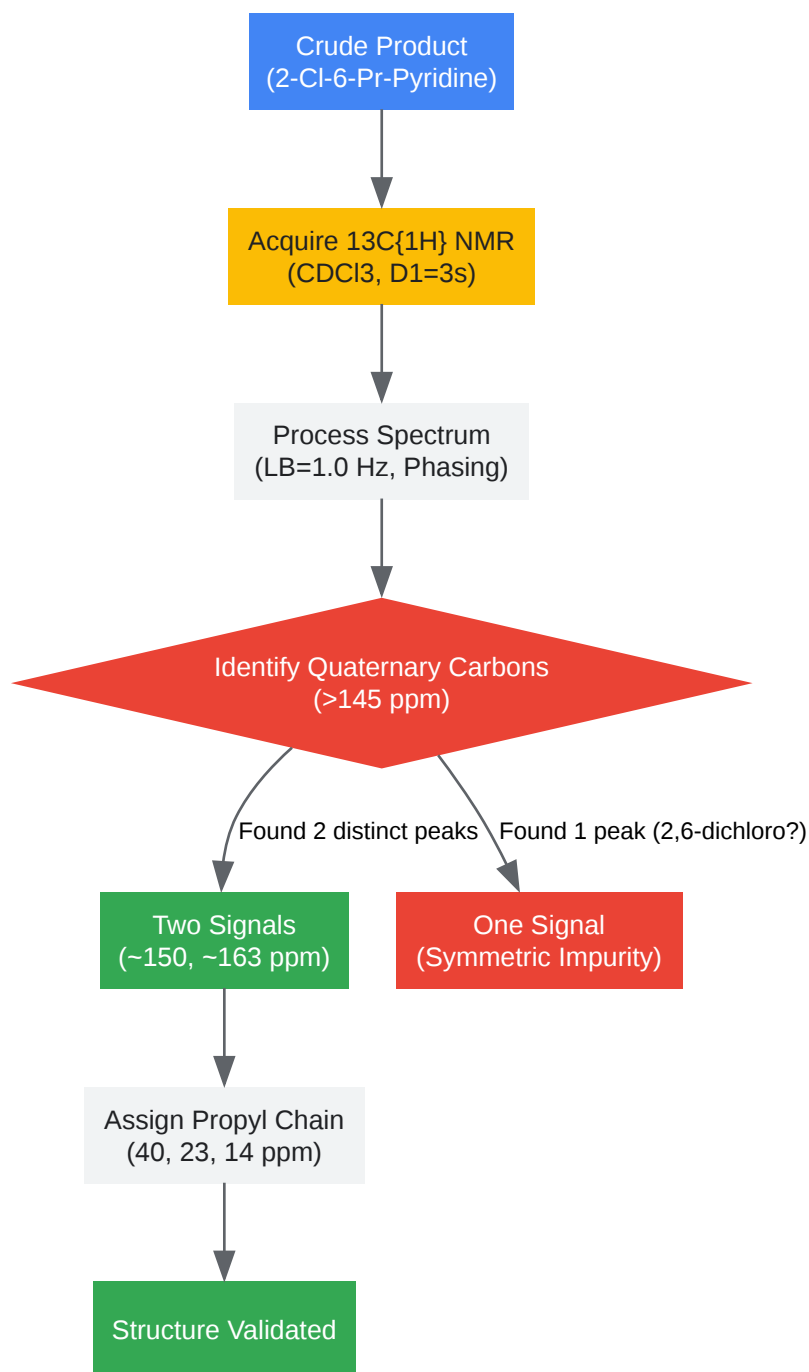 Crude Product
(2-Cl-6-Pr-Pyridine)
Acquire 13C{1H} NMR
(CDCl3, D1=3s)
Process Spectrum
(LB=1.0 Hz, Phasing)
Identify Quaternary Carbons
(>145 ppm)
Found 2 distinct peaks
Found 1 peak (2,6-dichloro?)
Two Signals
(~150, ~163 ppm)
One Signal
(Symmetric Impurity)
Assign Propyl Chain
(40, 23, 14 ppm)
Structure Validated